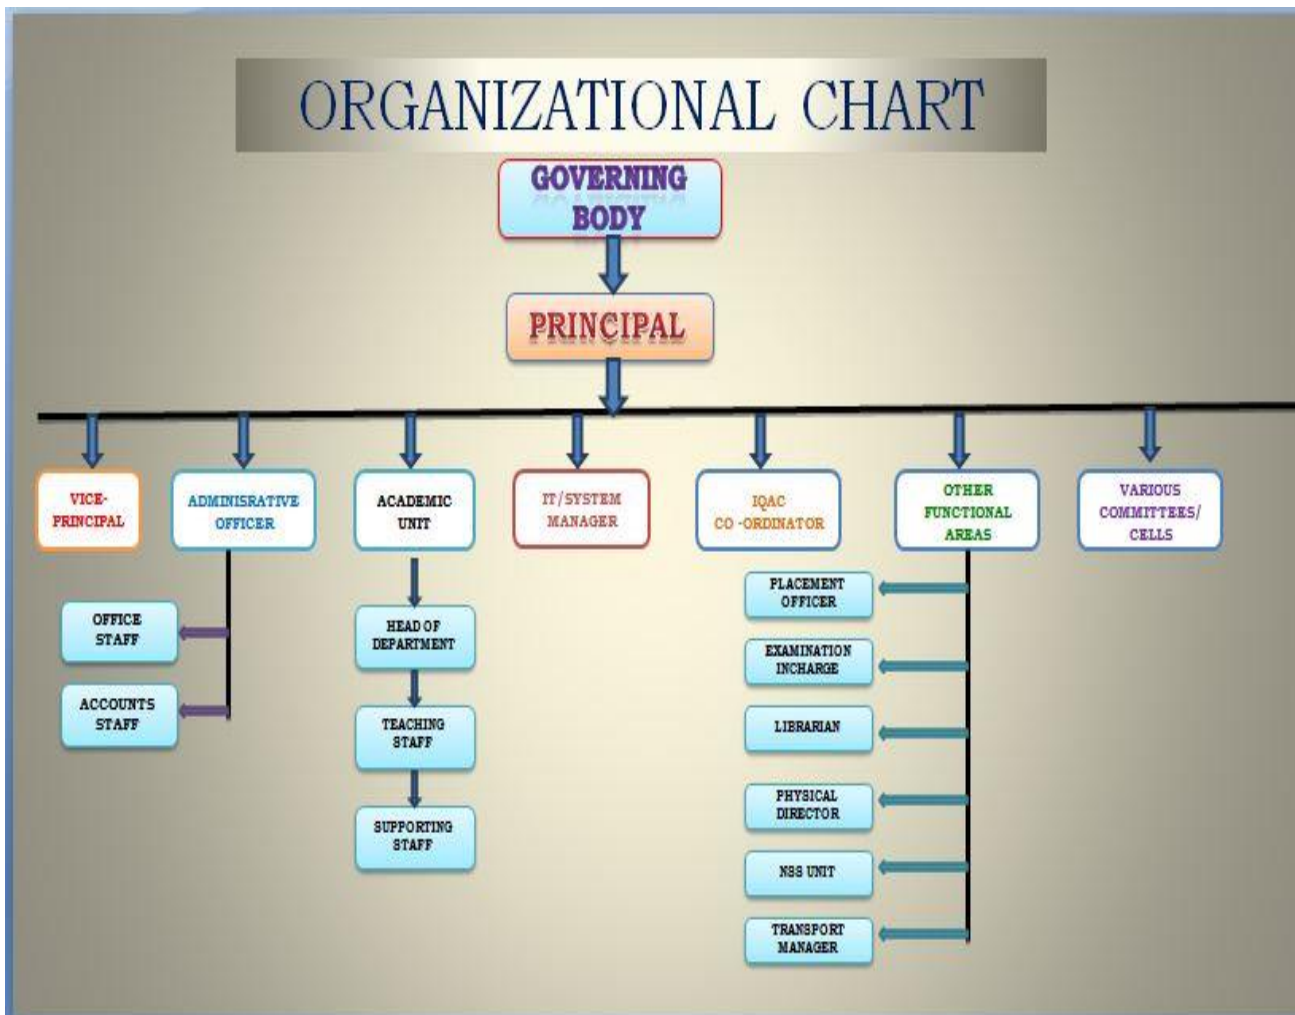 ORGANIZATIONAL CHART
GOVERNING
BODY
PRINCIPAL
VICE-
PRINCIPAL
ADMINISRATIVE
OFFICER
ACADEMIC
UNIT
IT/SYSTEM
MANAGER
IQAC
CO -ORDINATOR
OTHER
FUNCTIONAL
AREAS
VARIOUS
COMMITTEES/
CELLS
OFFICE
STAFF
ACCOUNTS
STAFF
HEAD OF
DEPARTMENT
TEACHING
STAFF
SUPPORTING
STAFF
PLACEMENT
OFFICER
EXAMINATION
INCHARGE
LIBRARIAN
PHYSICAL
DIRECTOR
NSS UNIT
TRANSPORT
MANAGER